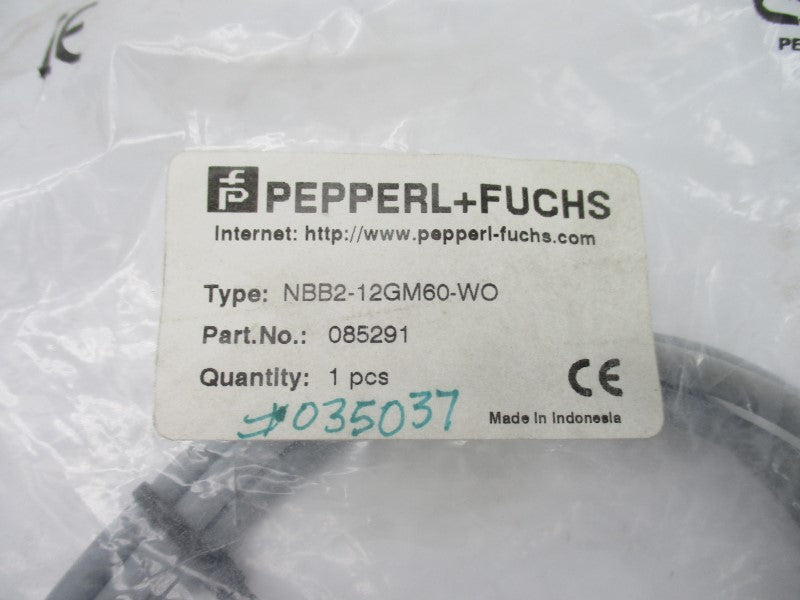 PE
PEPPERL+FUCHS
Internet: http://www.pepperl-fuchs.com
Type: NBB2-12GM60-WO
Part.No.: 085291
Quantity: 1 pcs
CE
#035037
Made in Indonesia